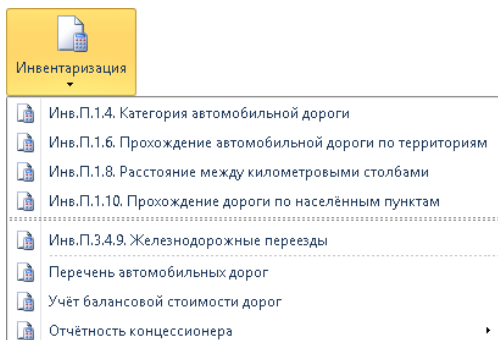 Инвентаризация
Инв.П.1.4. Категория автомобильной дороги
Инв.П.1.6. Прохождение автомобильной дороги по территориям
Инв.П.1.8. Расстояние между километровыми столбами
Инв.П.1.10. Прохождение дороги по населённым пунктам
Инв.П.3.4.9. Железнодорожные переезды
Перечень автомобильных дорог
Учёт балансовой стоимости дорог
Отчётность концессионера